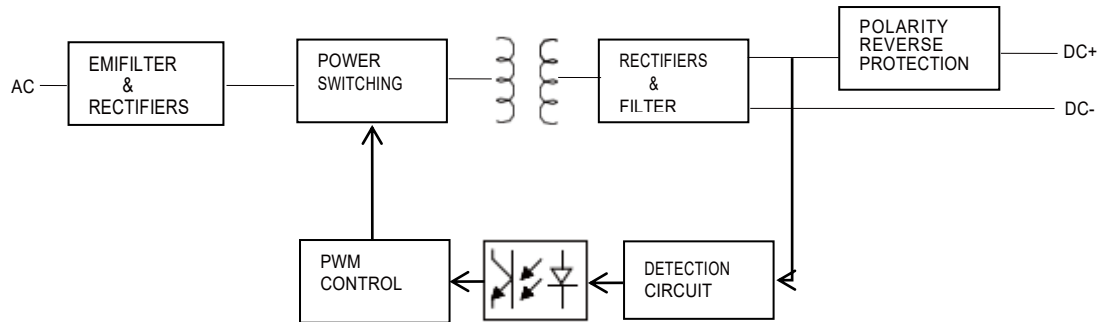 AC
EMIFILTER
&
RECTIFIERS
POWER
SWITCHING
RECTIFIERS
&
FILTER
POLARITY
REVERSE
PROTECTION
DC+
DC-
PWM
CONTROL
DETECTION
CIRCUIT